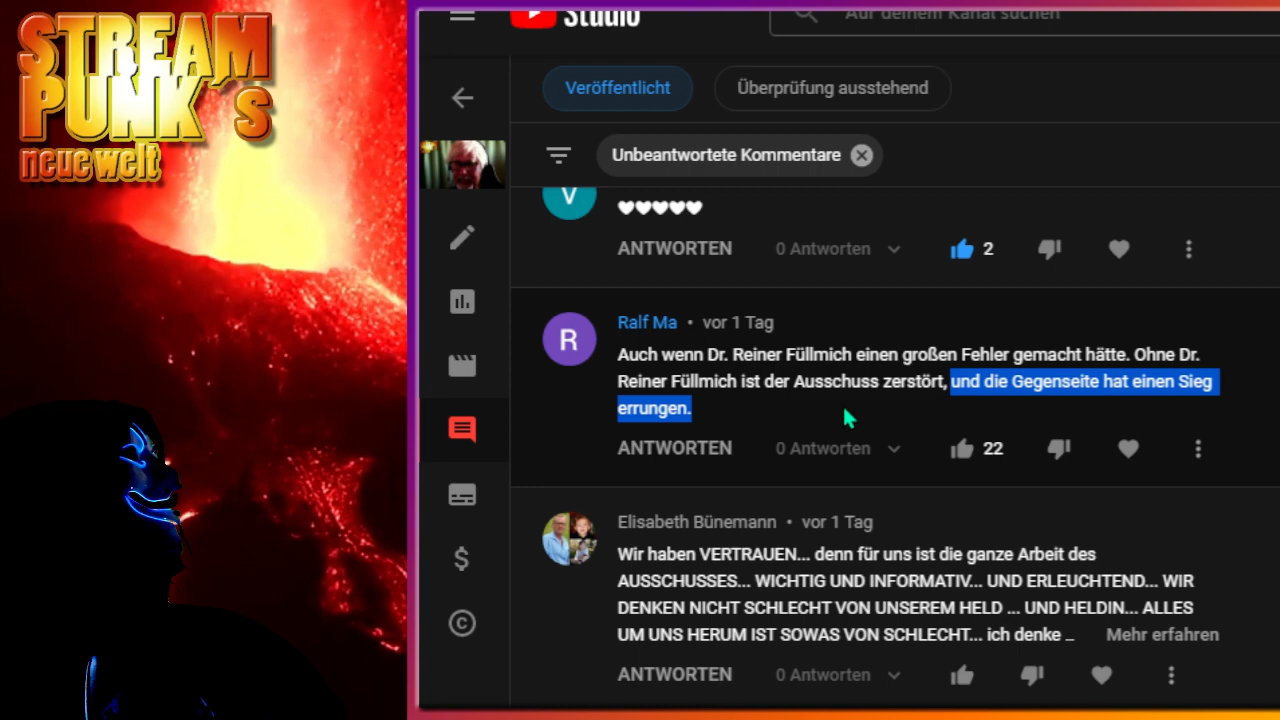 STREAM
PUNK´s
neue welt
Studio
Auf deinem Kanal suchen
Veröffentlicht
Überprüfung ausstehend
Unbeantwortete Kommentare
V
ANTWORTEN 0 Antworten 2
R
Ralf Ma • vor 1 Tag
Auch wenn Dr. Reiner Füllmich einen großen Fehler gemacht hätte. Ohne Dr.
Reiner Füllmich ist der Ausschuss zerstört, und die Gegenseite hat einen Sieg
errungen.
ANTWORTEN 0 Antworten 22
Elisabeth Bünemann • vor 1 Tag
Wir haben VERTRAUEN... denn für uns ist die ganze Arbeit des
AUSSCHUSSES... WICHTIG UND INFORMATIV... UND ERLEUCHTEND... WIR
DENKEN NICHT SCHLECHT VON UNSEREM HELD ... UND HELDIN... ALLES
UM UNS HERUM IST SOWAS VON SCHLECHT... ich denke ... Mehr erfahren
ANTWORTEN 0 Antworten